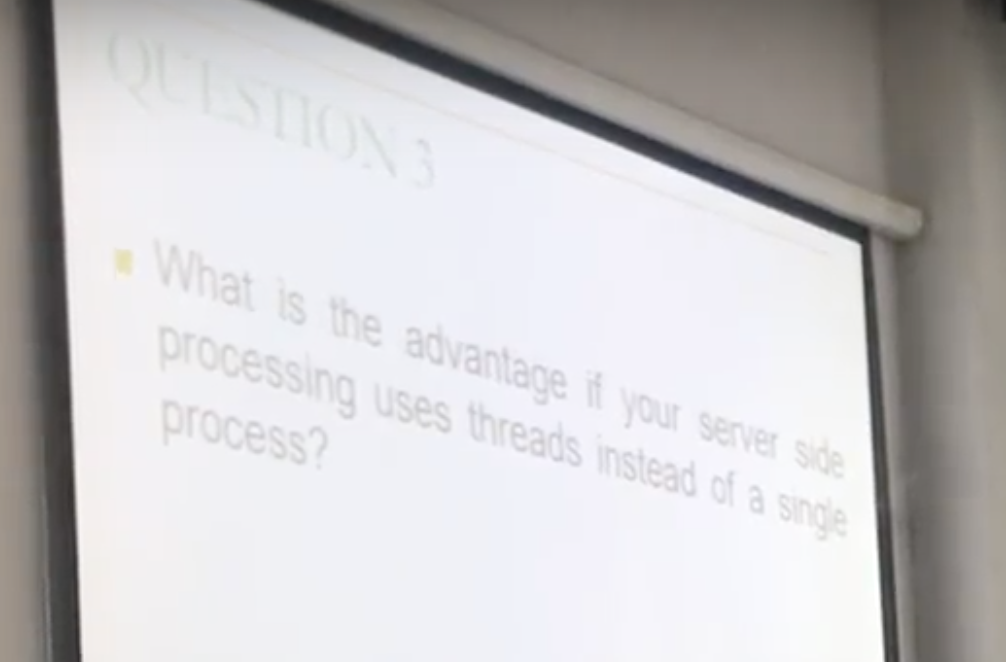 QUESTION 3
What is the advantage if your server side
processing uses threads instead of a single
process?